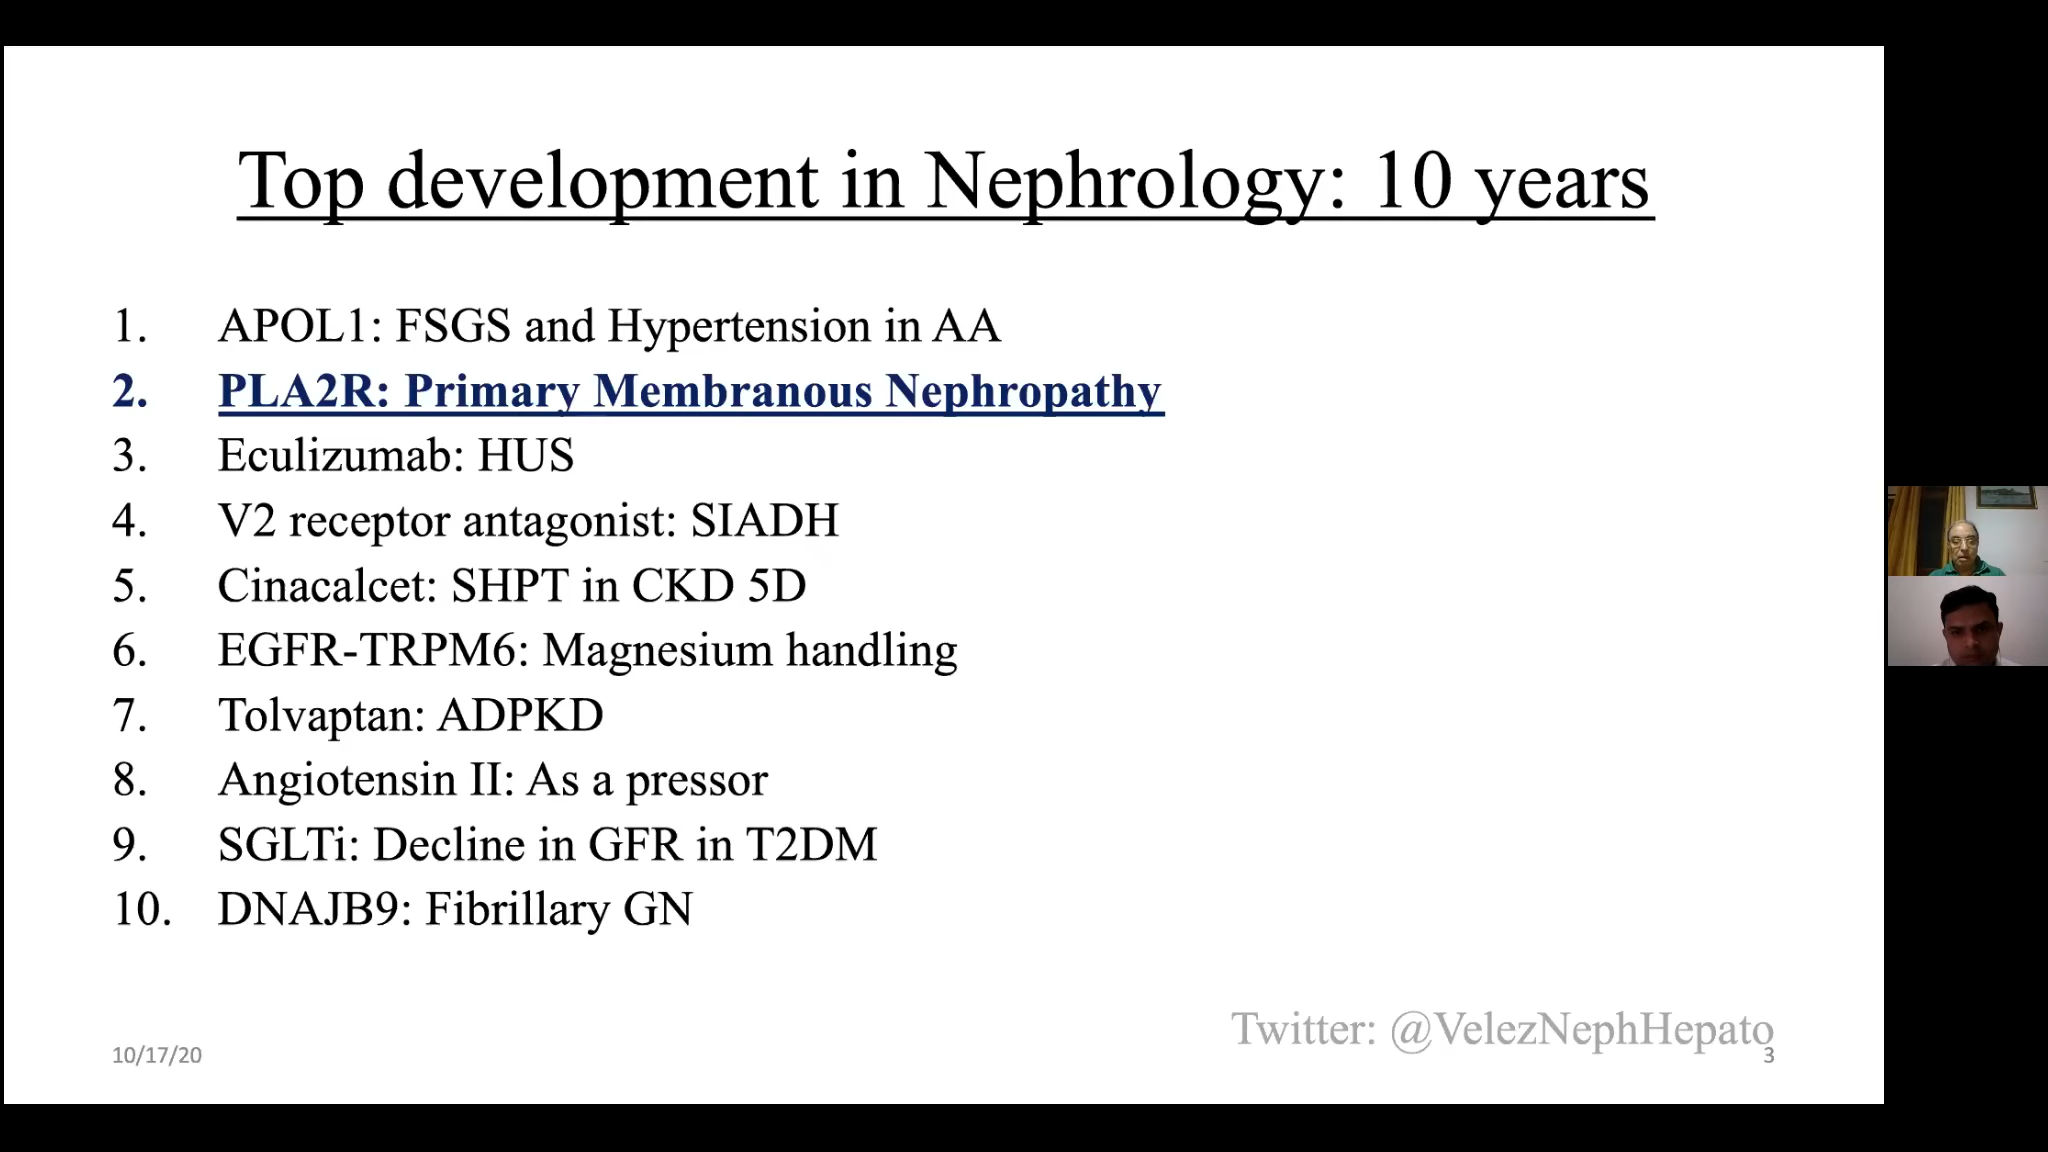 Top development in Nephrology: 10 years
1. APOL1: FSGS and Hypertension in AA
2. PLA2R: Primary Membranous Nephropathy
3. Eculizumab: HUS
4. V2 receptor antagonist: SIADH
5. Cinacalcet: SHPT in CKD 5D
6. EGFR-TRPM6: Magnesium handling
7. Tolvaptan: ADPKD
8. Angiotensin II: As a pressor
9. SGLTi: Decline in GFR in T2DM
10. DNAJB9: Fibrillary GN
Twitter: @VelezNephHepato
10/17/20
3